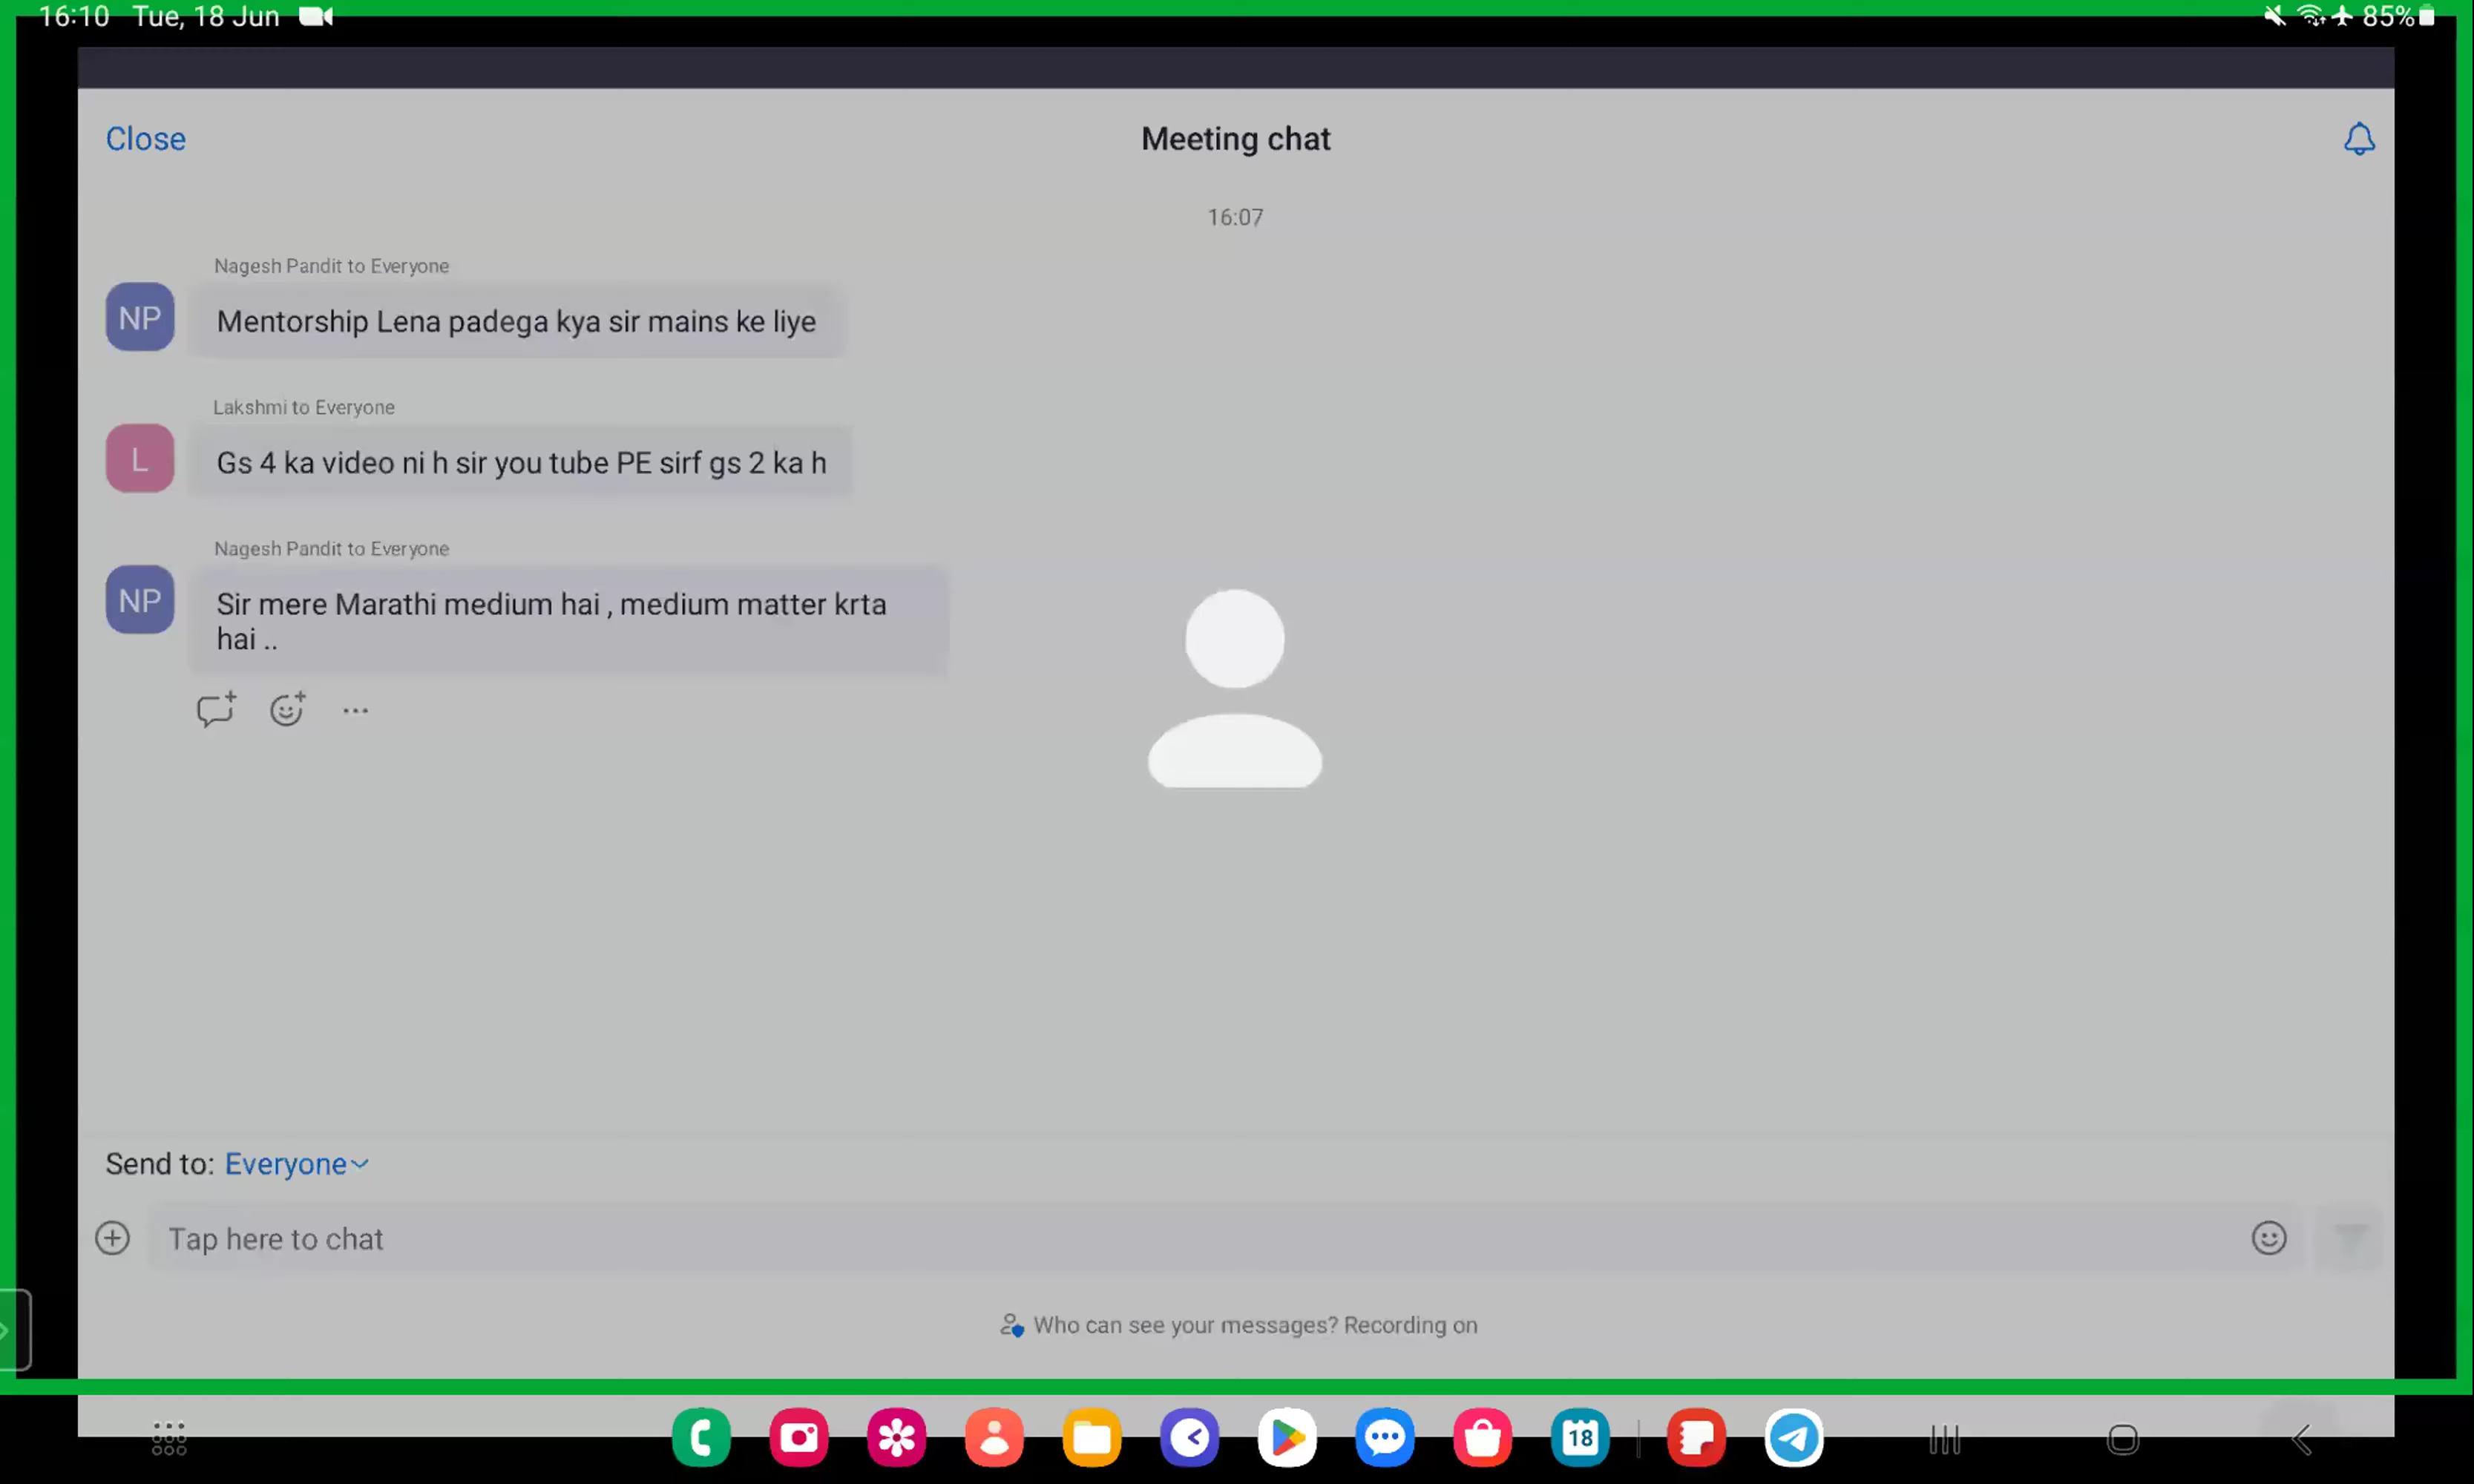 16:10 Tue, 18 Jun 85%
Close Meeting chat
16:07
Nagesh Pandit to Everyone
NP Mentorship Lena padega kya sir mains ke liye
Lakshmi to Everyone
L Gs 4 ka video ni h sir you tube PE sirf gs 2 ka h
Nagesh Pandit to Everyone
NP Sir mere Marathi medium hai , medium matter krta
hai ..
Send to: Everyone
Tap here to chat
Who can see your messages? Recording on
18